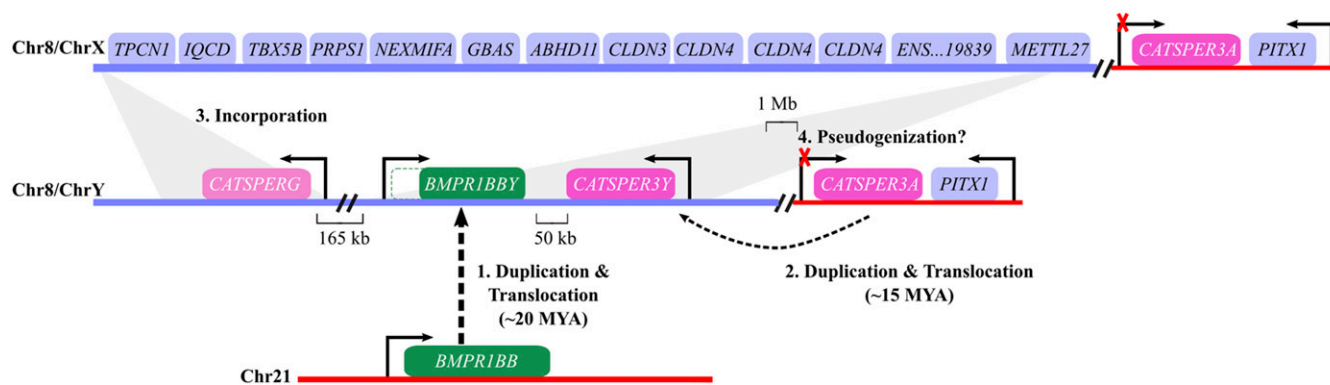 Chr8/ChrX TPCN1 IQCD TBX5B PRPS1 NEXMIFA GBAS ABHD11 CLDN3 CLDN4 CLDN4 CLDN4 ENS...19839 METTL27 CATSPER3A PITX1
1 Mb
3. Incorporation
4. Pseudogenization?
Chr8/ChrY CATSPERG BMPR1BBY CATSPER3Y CATSPER3A PITX1
165 kb 50 kb
1. Duplication &
Translocation
(~20 MYA)
2. Duplication & Translocation
(~15 MYA)
BMPR1BB
Chr21